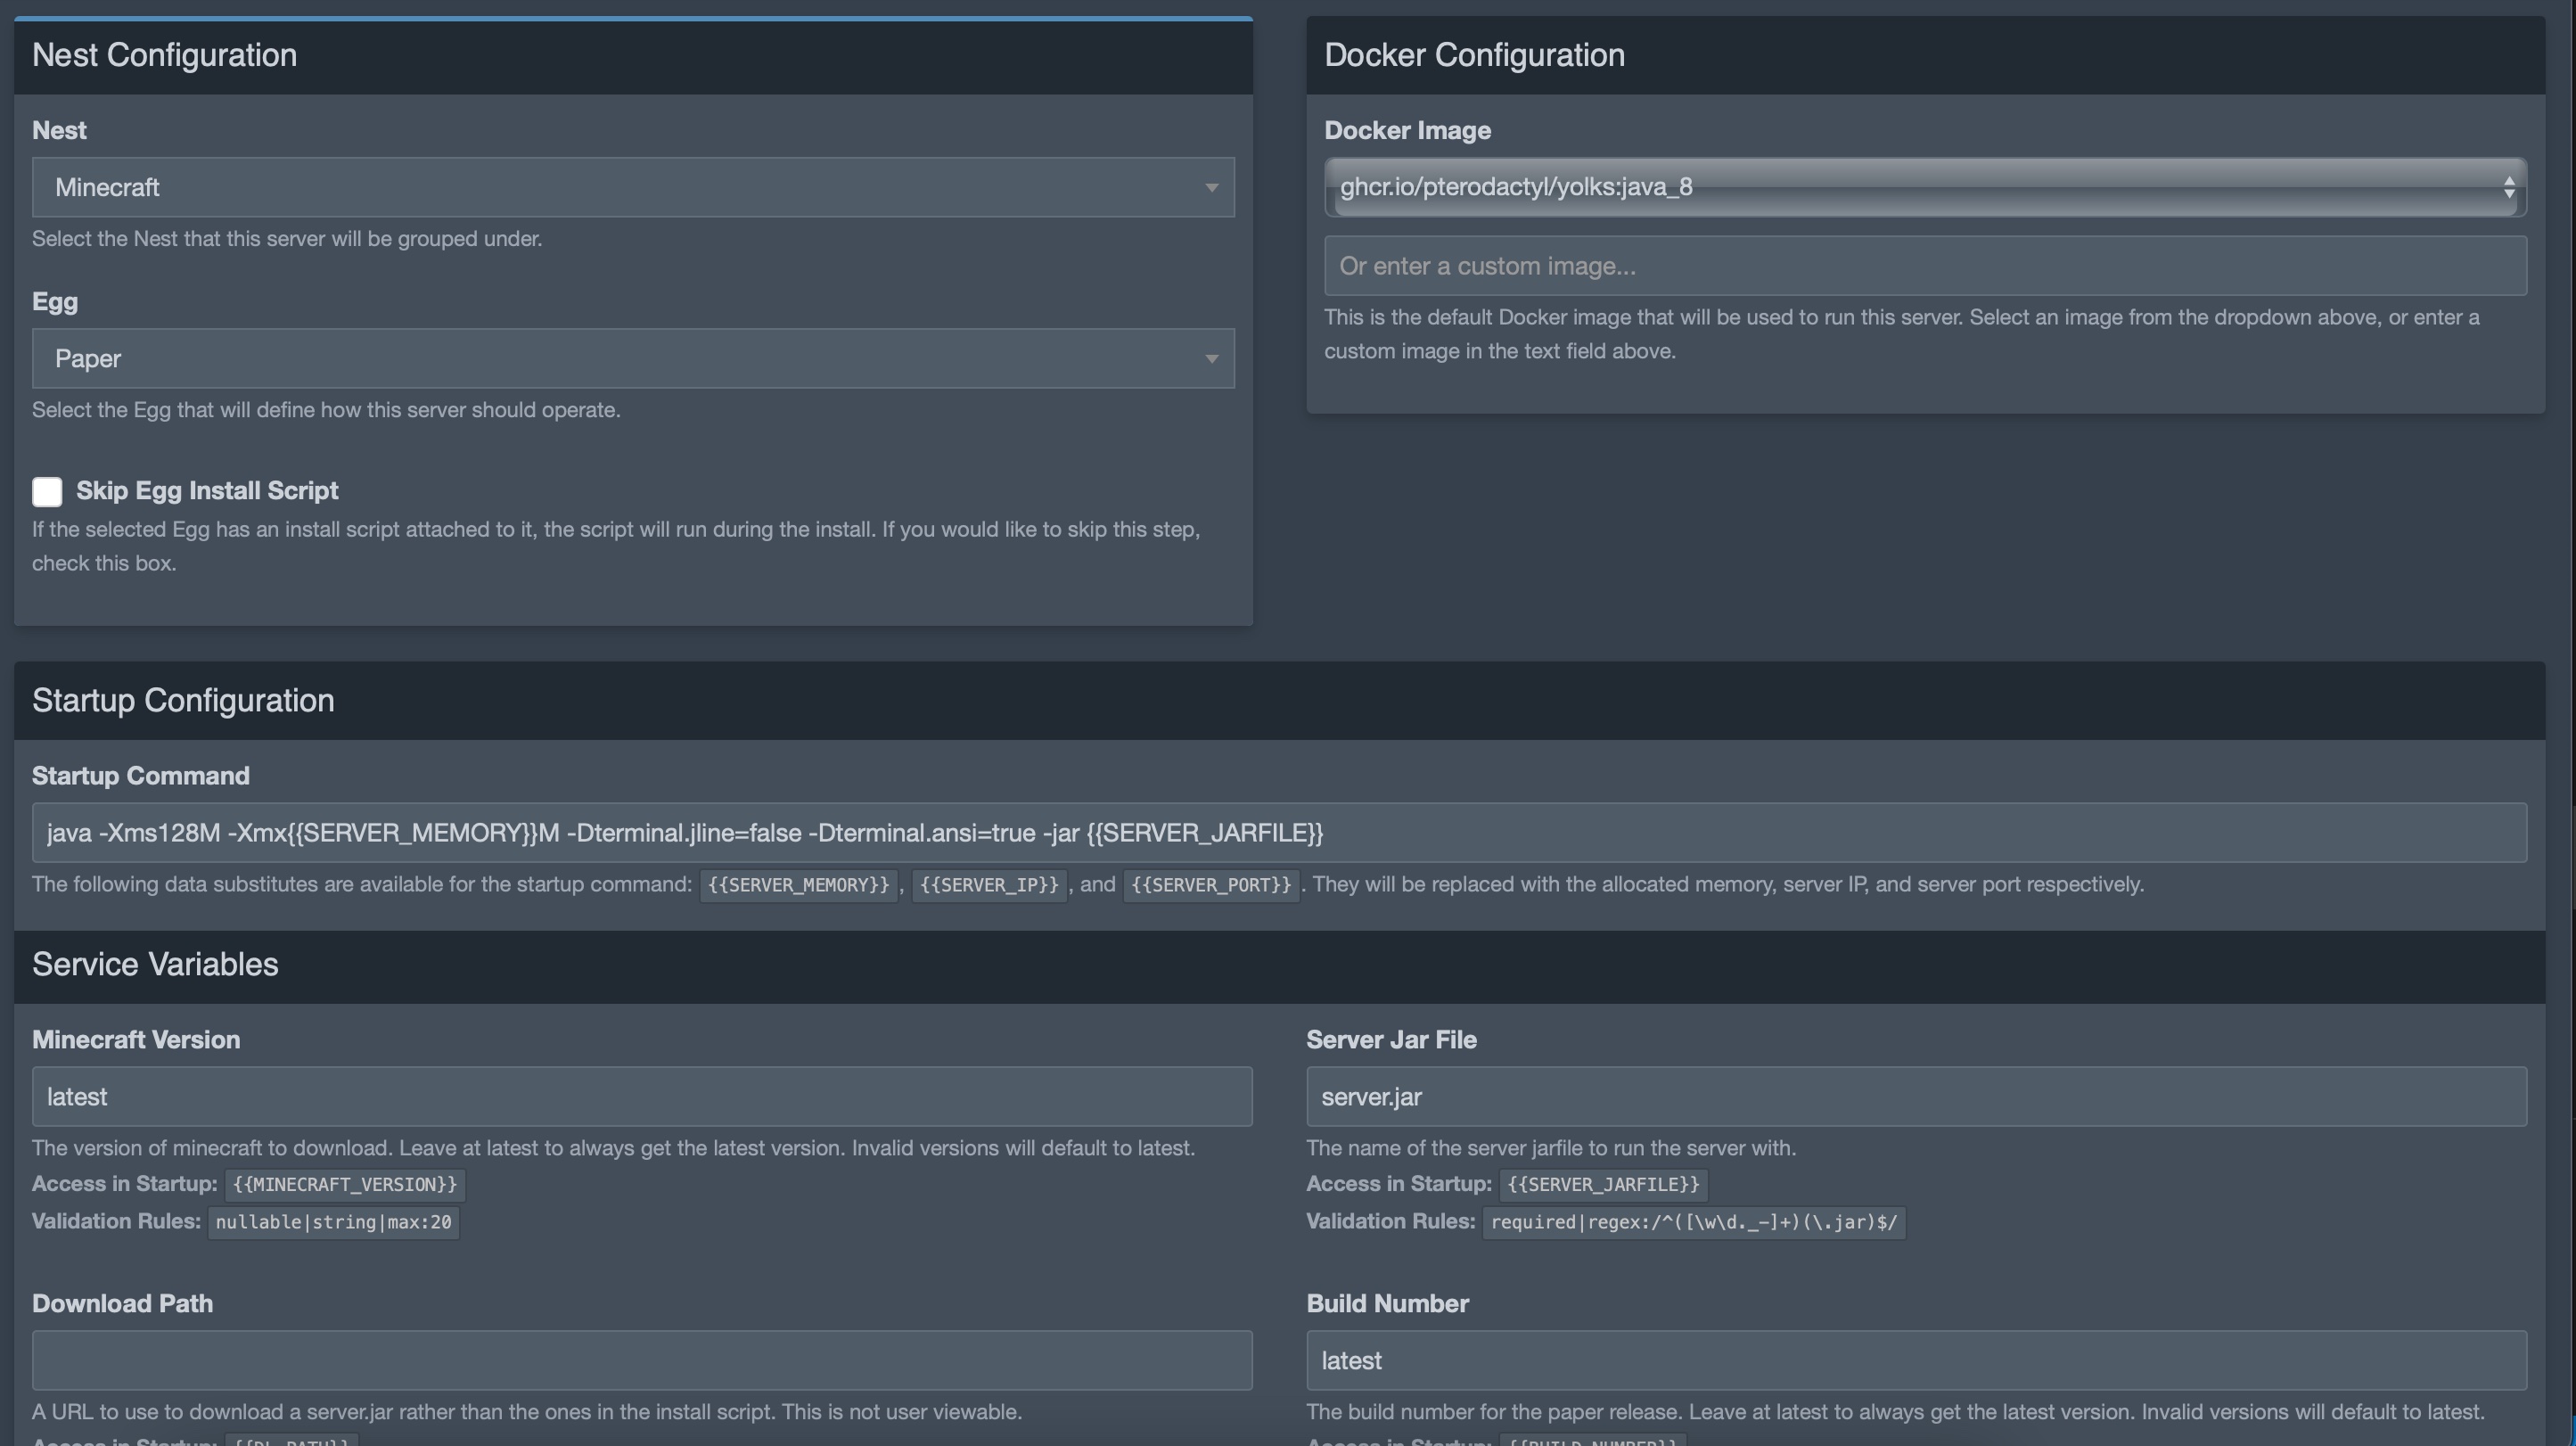 Nest Configuration
Nest
Minecraft
Select the Nest that this server will be grouped under.
Egg
Paper
Select the Egg that will define how this server should operate.
Skip Egg Install Script
If the selected Egg has an install script attached to it, the script will run during the install. If you would like to skip this step,
check this box.
Docker Configuration
Docker Image
ghcr.io/pterodactyl/yolks:java_8
Or enter a custom image...
This is the default Docker image that will be used to run this server. Select an image from the dropdown above, or enter a
custom image in the text field above.
Startup Configuration
Startup Command
java -Xms128M -Xmx{{SERVER_MEMORY}}M -Dterminal.jline=false -Dterminal.ansi=true -jar {{SERVER_JARFILE}}
The following data substitutes are available for the startup command: {{SERVER_MEMORY}} , {{SERVER_IP}} , and {{SERVER_PORT}} . They will be replaced with the allocated memory, server IP, and server port respectively.
Service Variables
Minecraft Version
latest
The version of minecraft to download. Leave at latest to always get the latest version. Invalid versions will default to latest.
Access in Startup: {{MINECRAFT_VERSION}}
Validation Rules: nullable|string|max:20
Server Jar File
server.jar
The name of the server jarfile to run the server with.
Access in Startup: {{SERVER_JARFILE}}
Validation Rules: required|regex:/^([\w\d._-]+)(\.jar)$/
Download Path
A URL to use to download a server.jar rather than the ones in the install script. This is not user viewable.
Access in Startup: {{DL_PATH}}
Build Number
latest
The build number for the paper release. Leave at latest to always get the latest version. Invalid versions will default to latest.
Access in Startup: {{BUILD_NUMBER}}